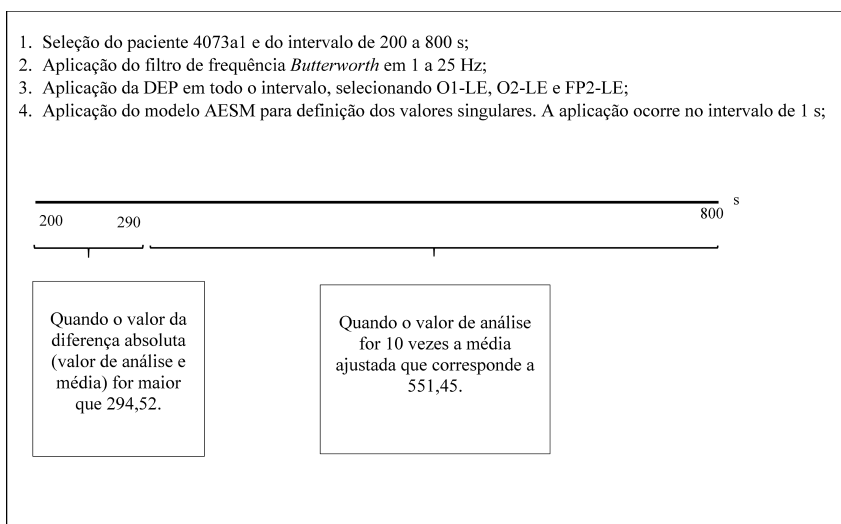 1. Seleção do paciente 4073a1 e do intervalo de 200 a 800 s;
2. Aplicação do filtro de frequência Butterworth em 1 a 25 Hz;
3. Aplicação da DEP em todo o intervalo, selecionando O1-LE, O2-LE e FP2-LE;
4. Aplicação do modelo AESM para definição dos valores singulares. A aplicação ocorre no intervalo de 1 s;
s
200
290
800
Quando o valor da
diferença absoluta
(valor de análise e
média) for maior
que 294,52.
Quando o valor de análise
for 10 vezes a média
ajustada que corresponde a
551,45.